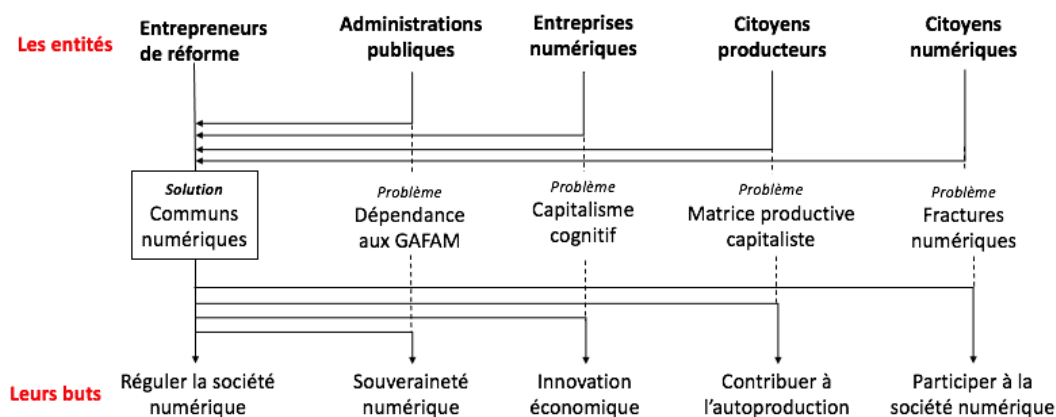 Les entités
Entrepreneurs
de réforme
Administrations
publiques
Entreprises
numériques
Citoyens
producteurs
Citoyens
numériques
Solution
Communs
numériques
Problème
Dépendance
aux GAFAM
Problème
Capitalisme
cognitif
Problème
Matrice productive
capitaliste
Problème
Fractures
numériques
Leurs buts
Réguler la société
numérique
Souveraineté
numérique
Innovation
économique
Contribuer à
l’autoproduction
Participer à la
société numérique